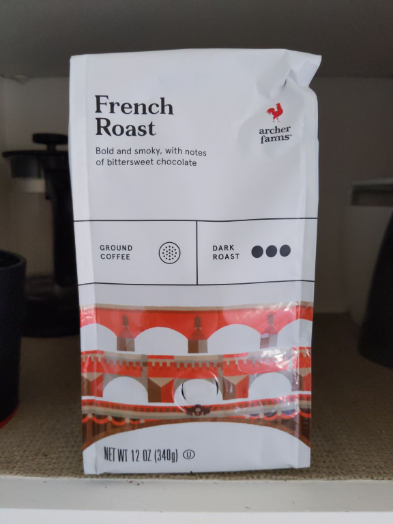 French
Roast
Bold and smoky, with notes
of bittersweet chocolate
archer
farms™
GROUND
COFFEE
DARK
ROAST
NET WT 12 OZ (340g) U